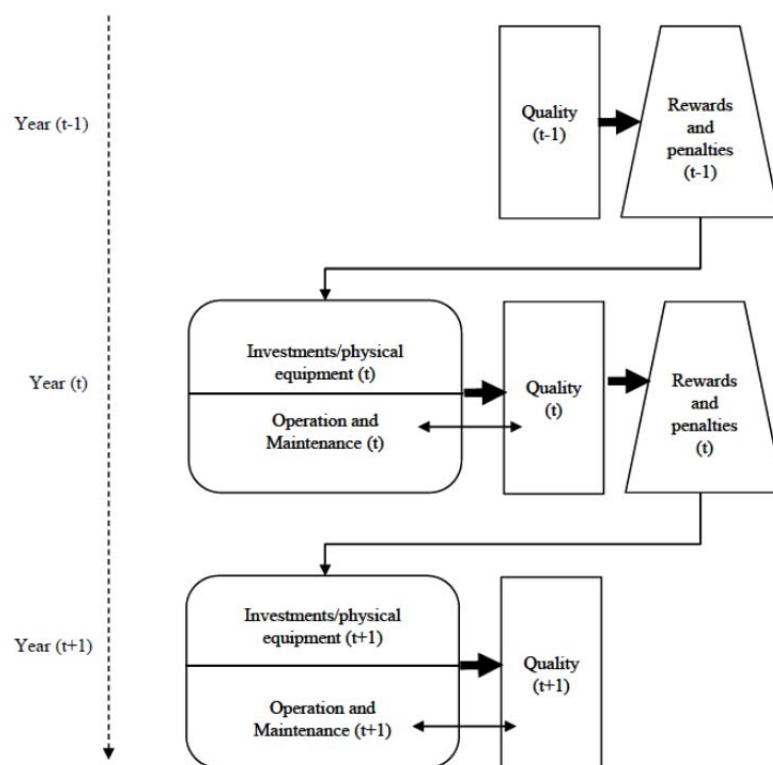 Year (t-1)
Quality
(t-1)
Rewards
and
penalties
(t-1)
Year (t)
Investments/physical
equipment (t)
Operation and
Maintenance (t)
Quality
(t)
Rewards
and
penalties
(t)
Year (t+1)
Investments/physical
equipment (t+1)
Operation and
Maintenance (t+1)
Quality
(t+1)